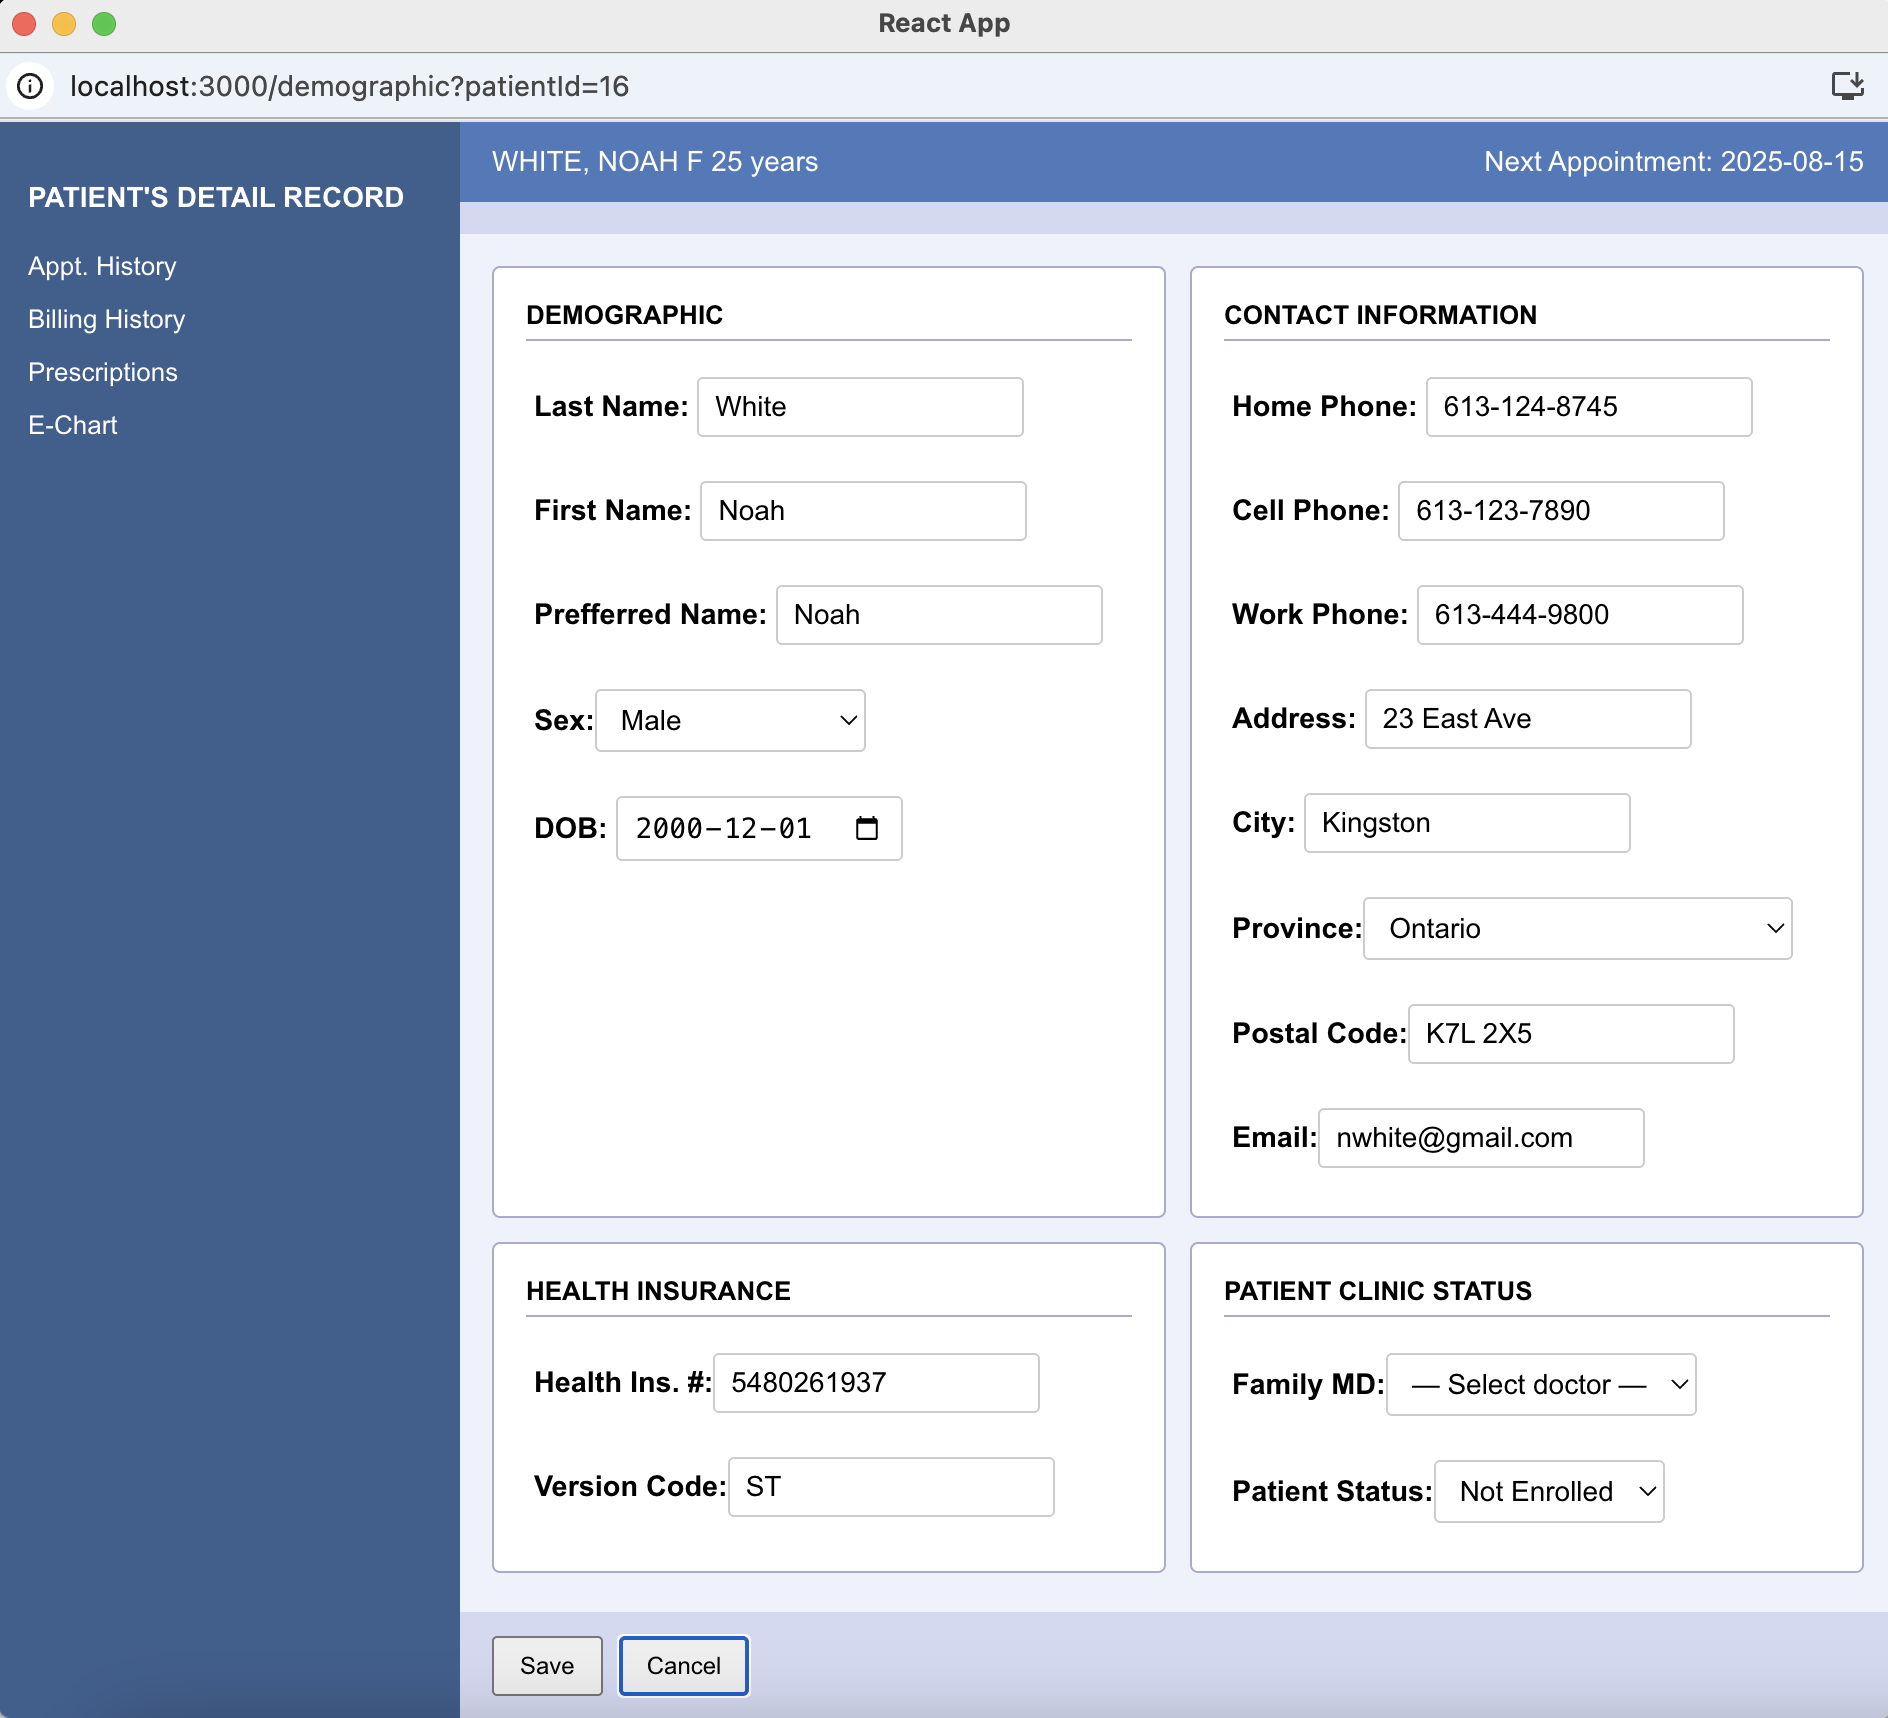 React App
localhost:3000/demographic?patientId=16
PATIENT'S DETAIL RECORD
Appt. History
Billing History
Prescriptions
E-Chart
WHITE, NOAH F 25 years
Next Appointment: 2025-08-15
DEMOGRAPHIC
Last Name: White
First Name: Noah
Prefferred Name: Noah
Sex: Male
DOB: 2000-12-01
CONTACT INFORMATION
Home Phone: 613-124-8745
Cell Phone: 613-123-7890
Work Phone: 613-444-9800
Address: 23 East Ave
City: Kingston
Province: Ontario
Postal Code: K7L 2X5
Email: nwhite@gmail.com
HEALTH INSURANCE
Health Ins. #: 5480261937
Version Code: ST
PATIENT CLINIC STATUS
Family MD: — Select doctor —
Patient Status: Not Enrolled
Save
Cancel